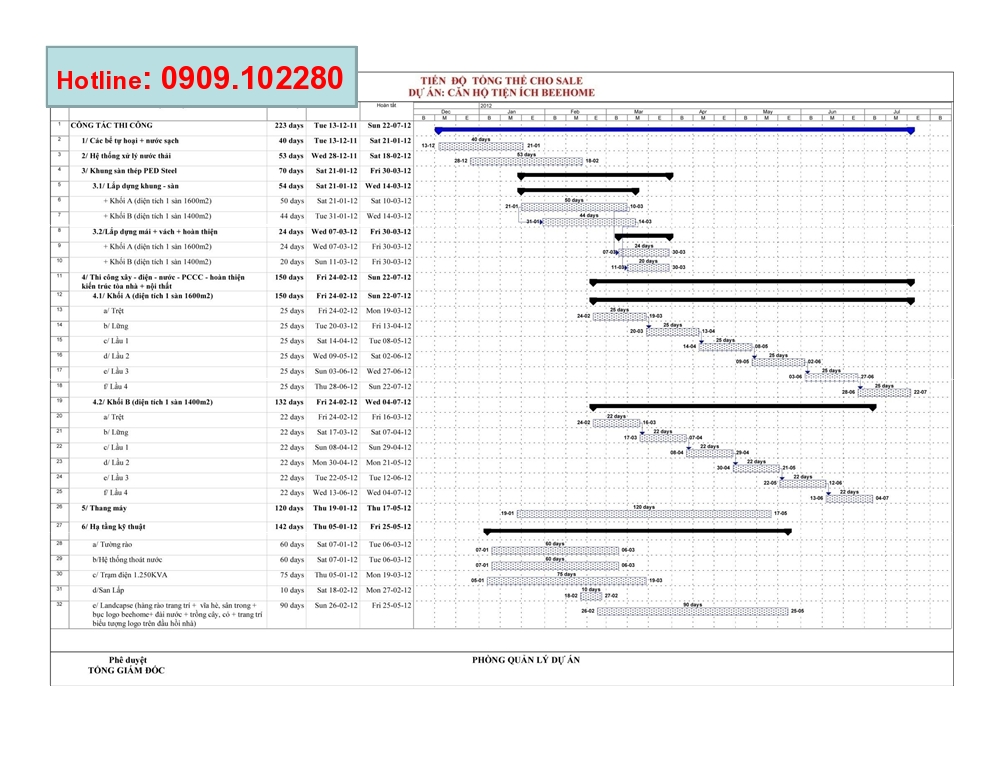 Hotline: 0909.102280
TIẾN ĐỘ TỔNG THỂ CHO SALE
DỰ ÁN: CĂN HỘ TIỆN ÍCH BEEHOME
Hoàn tất
2012
Dec Jan Feb Mar Apr May Jun Jul
B M E B M E B M E B M E B M E B M E B M E B M E B
1 CÔNG TÁC THI CÔNG 223 days Tue 13-12-11 Sun 22-07-12
2 1/ Các bể tự hoại + nước sạch 40 days Tue 13-12-11 Sat 21-01-12 13-12 40 days 21-01
3 2/ Hệ thống xử lý nước thải 53 days Wed 28-12-11 Sat 18-02-12 28-12 53 days 18-02
4 3/ Khung sàn thép PED Steel 70 days Sat 21-01-12 Fri 30-03-12
5 3.1/ Lắp dựng khung - sàn 54 days Sat 21-01-12 Wed 14-03-12
6 + Khối A (diện tích 1 sàn 1600m2) 50 days Sat 21-01-12 Sat 10-03-12 21-01 50 days 10-03
7 + Khối B (diện tích 1 sàn 1400m2) 44 days Tue 31-01-12 Wed 14-03-12 31-01 44 days 14-03
8 3.2/Lắp dựng mái + vách + hoàn thiện 24 days Wed 07-03-12 Fri 30-03-12
9 + Khối A (diện tích 1 sàn 1600m2) 24 days Wed 07-03-12 Fri 30-03-12 07-03 24 days 30-03
10 + Khối B (diện tích 1 sàn 1400m2) 20 days Sun 11-03-12 Fri 30-03-12 11-03 20 days 30-03
11 4/ Thi công xây - điện - nước - PCCC - hoàn thiện 150 days Fri 24-02-12 Sun 22-07-12
kiến trúc tòa nhà + nội thất
12 4.1/ Khối A (diện tích 1 sàn 1600m2) 150 days Fri 24-02-12 Sun 22-07-12
13 a/ Trệt 25 days Fri 24-02-12 Mon 19-03-12 24-02 25 days 19-03
14 b/ Lững 25 days Tue 20-03-12 Fri 13-04-12 20-03 25 days 13-04
15 c/ Lầu 1 25 days Sat 14-04-12 Tue 08-05-12 14-04 25 days 08-05
16 d/ Lầu 2 25 days Wed 09-05-12 Sat 02-06-12 09-05 25 days 02-06
17 e/ Lầu 3 25 days Sun 03-06-12 Wed 27-06-12 03-06 25 days 27-06
18 f/ Lầu 4 25 days Thu 28-06-12 Sun 22-07-12 28-06 25 days 22-07
19 4.2/ Khối B (diện tích 1 sàn 1400m2) 132 days Fri 24-02-12 Wed 04-07-12
20 a/ Trệt 22 days Fri 24-02-12 Fri 16-03-12 24-02 22 days 16-03
21 b/ Lững 22 days Sat 17-03-12 Sat 07-04-12 17-03 22 days 07-04
22 c/ Lầu 1 22 days Sun 08-04-12 Sun 29-04-12 08-04 22 days 29-04
23 d/ Lầu 2 22 days Mon 30-04-12 Mon 21-05-12 30-04 22 days 21-05
24 e/ Lầu 3 22 days Tue 22-05-12 Tue 12-06-12 22-05 22 days 12-06
25 f/ Lầu 4 22 days Wed 13-06-12 Wed 04-07-12 13-06 22 days 04-07
26 5/ Thang máy 120 days Thu 19-01-12 Thu 17-05-12 19-01 120 days 17-05
27 6/ Hạ tầng kỹ thuật 142 days Thu 05-01-12 Fri 25-05-12
28 a/ Tường rào 60 days Sat 07-01-12 Tue 06-03-12 07-01 60 days 06-03
29 b/Hệ thống thoát nước 60 days Sat 07-01-12 Tue 06-03-12 07-01 60 days 06-03
30 c/ Trạm điện 1.250KVA 75 days Thu 05-01-12 Mon 19-03-12 05-01 75 days 19-03
31 d/San Lấp 10 days Sat 18-02-12 Mon 27-02-12 18-02 10 days 27-02
32 e/ Landcapse (hàng rào trang trí + vĩa hè, sân trong + 90 days Sun 26-02-12 Fri 25-05-12 26-02 90 days 25-05
bục logo beehome+ đài nước + trồng cây, cỏ + trang trí
biểu tượng logo trên đầu hồi nhà)
Phê duyệt PHÒNG QUẢN LÝ DỰ ÁN
TỔNG GIÁM ĐỐC